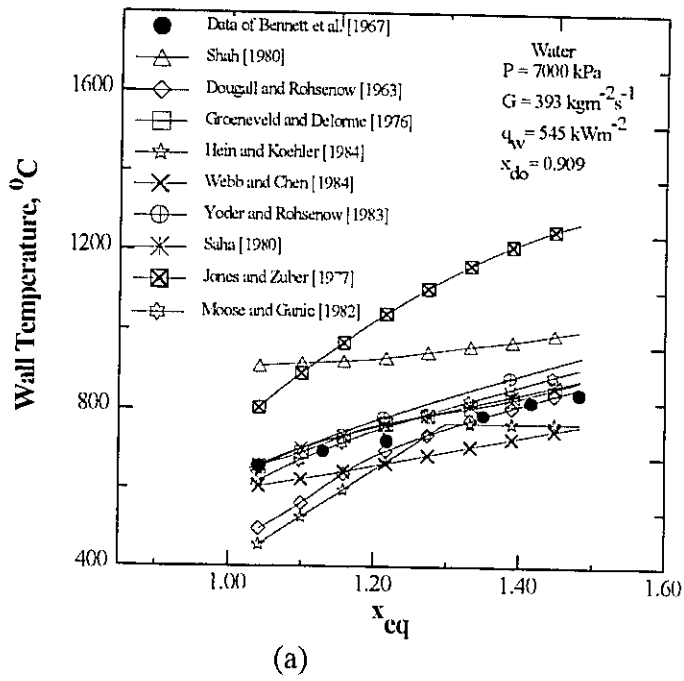 Data of Bennett et al. [1967]
Shah [1980]
Dougall and Rohsenow [1963]
Groeneveld and Delorme [1976]
Hein and Koehler [1984]
Webb and Chen [1984]
Yoder and Rohsenow [1983]
Saha [1980]
Jones and Zuber [1977]
Moose and Ganic [1982]
Water
P = 7000 kPa
G = 393 kgm⁻²s⁻¹
q_w = 545 kWm⁻²
x_do = 0.909
Wall Temperature, ⁰C
1600
1200
800
400
1.00
1.20
1.40
1.60
x_eq
(a)